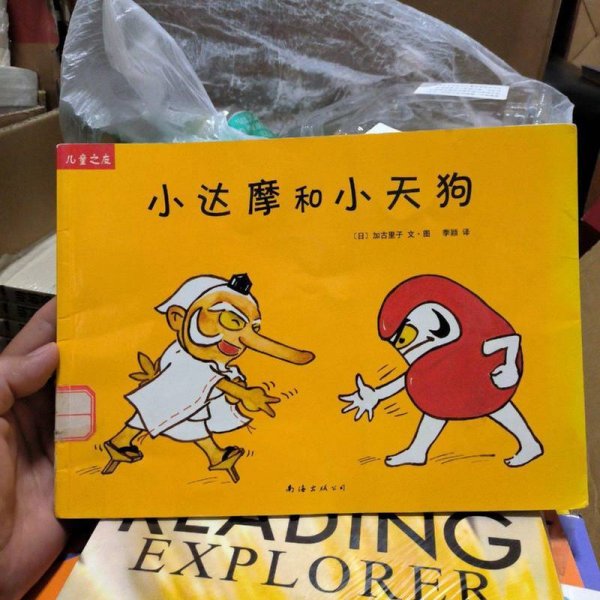 儿童之友
小达摩和小天狗
〔日〕加古里子 文·图 季颖 译
南海出版公司
READING
EXPLORER